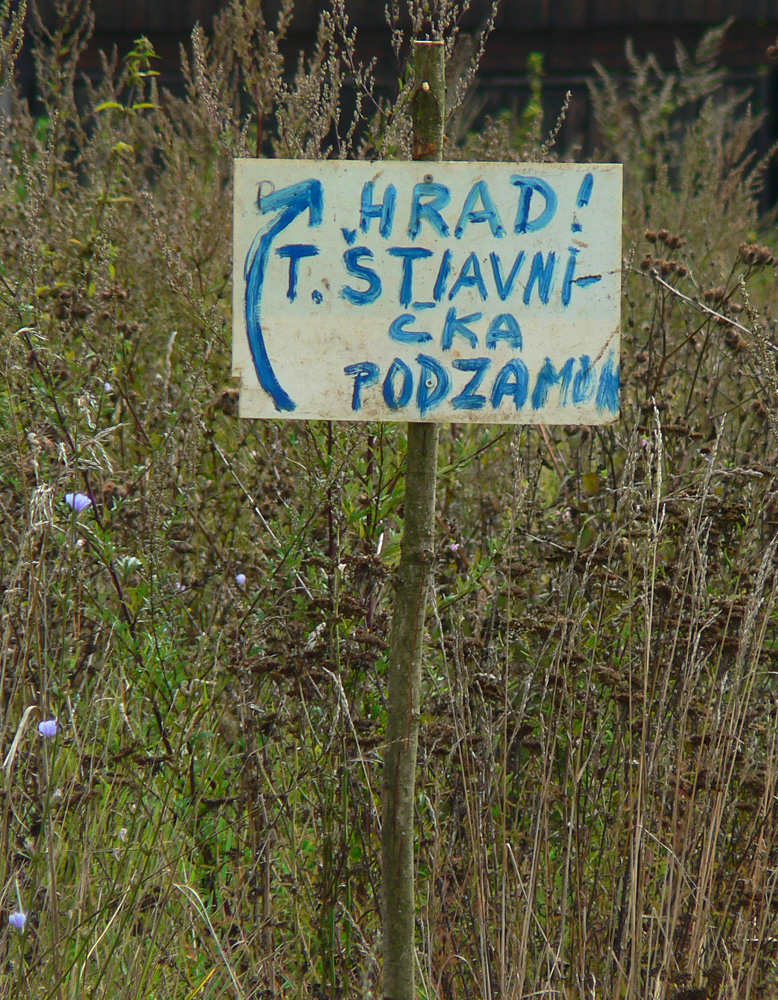 HRAD!
T. ŠTIAVNI-
CKA
PODZAMOK